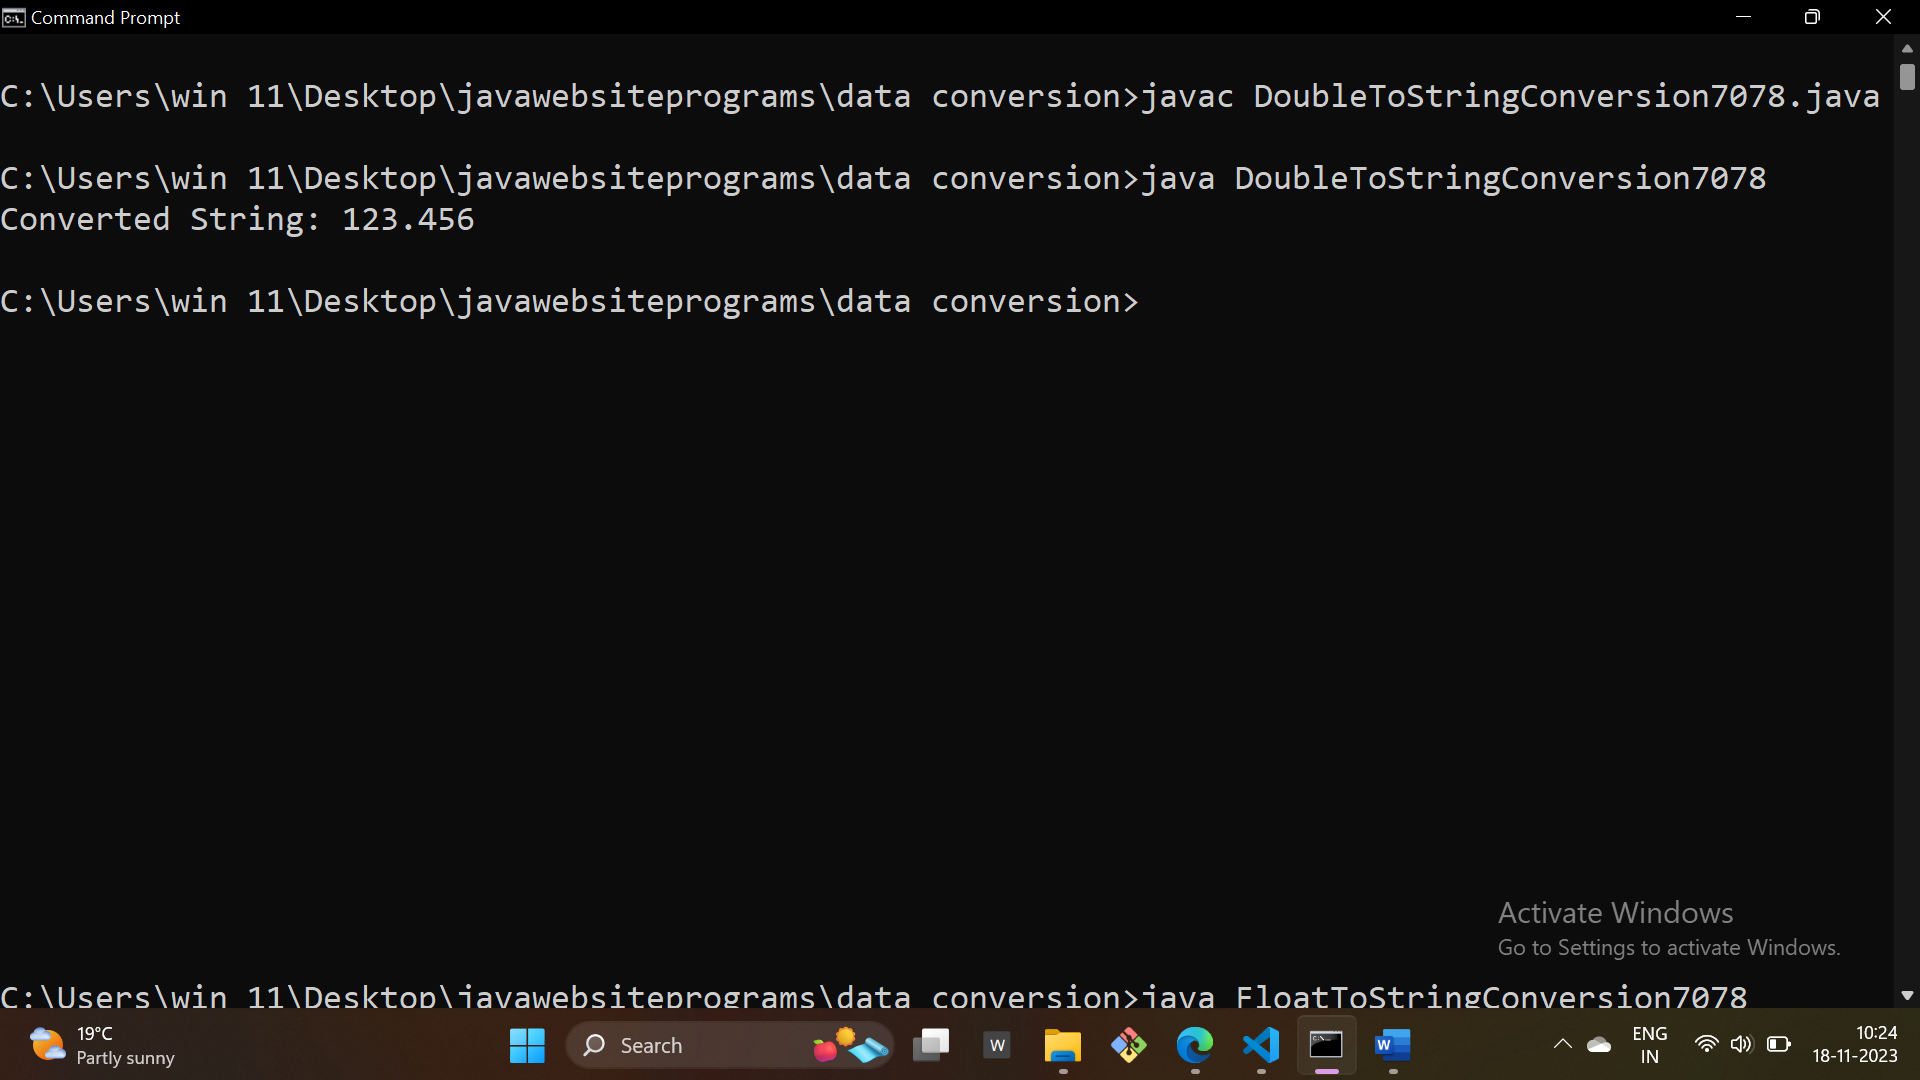 Command Prompt
C:\Users\win 11\Desktop\javawebsiteprograms\data conversion>javac DoubleToStringConversion7078.java
C:\Users\win 11\Desktop\javawebsiteprograms\data conversion>java DoubleToStringConversion7078
Converted String: 123.456
C:\Users\win 11\Desktop\javawebsiteprograms\data conversion>
Activate Windows
Go to Settings to activate Windows.
C:\Users\win 11\Desktop\javawebsiteprograms\data conversion>java FloatToStringConversion7078
19°C
Partly sunny
Search
W
W
ENG
IN
10:24
18-11-2023